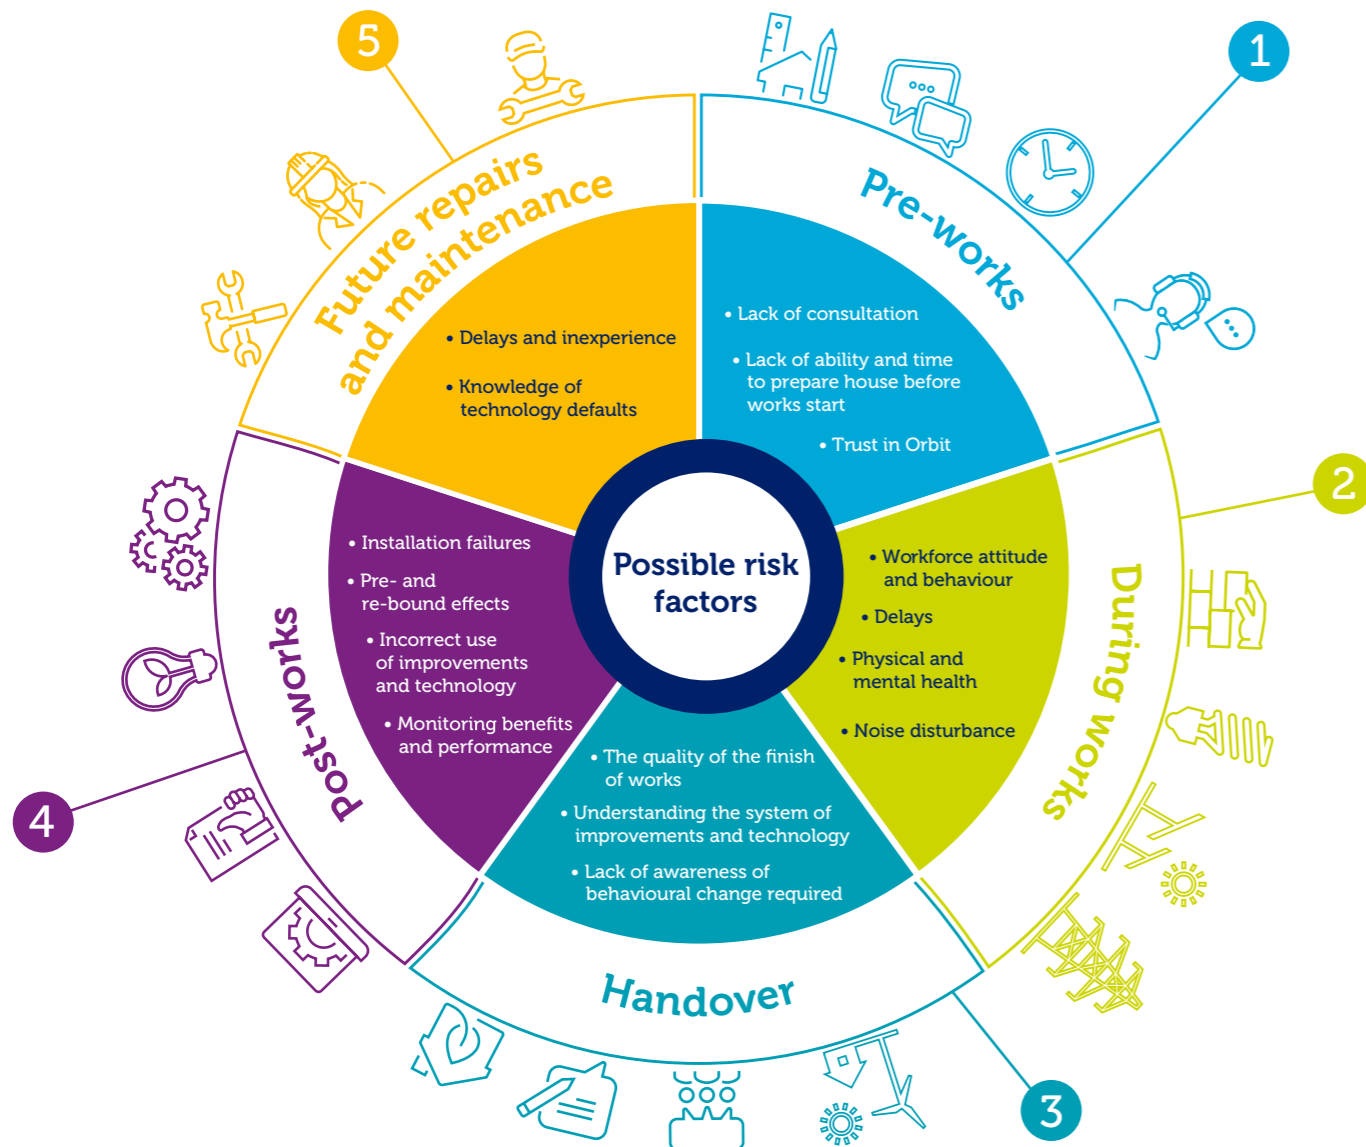 Possible risk
factors
1
Pre-works
• Lack of consultation
• Lack of ability and time
to prepare house before
works start
• Trust in Orbit
2
During works
• Workforce attitude
and behaviour
• Delays
• Physical and
mental health
• Noise disturbance
3
Handover
• The quality of the finish
of works
• Understanding the system of
improvements and technology
• Lack of awareness of
behavioural change required
4
Post-works
• Installation failures
• Pre- and
re-bound effects
• Incorrect use
of improvements
and technology
• Monitoring benefits
and performance
5
Future repairs
and maintenance
• Delays and inexperience
• Knowledge of
technology defaults